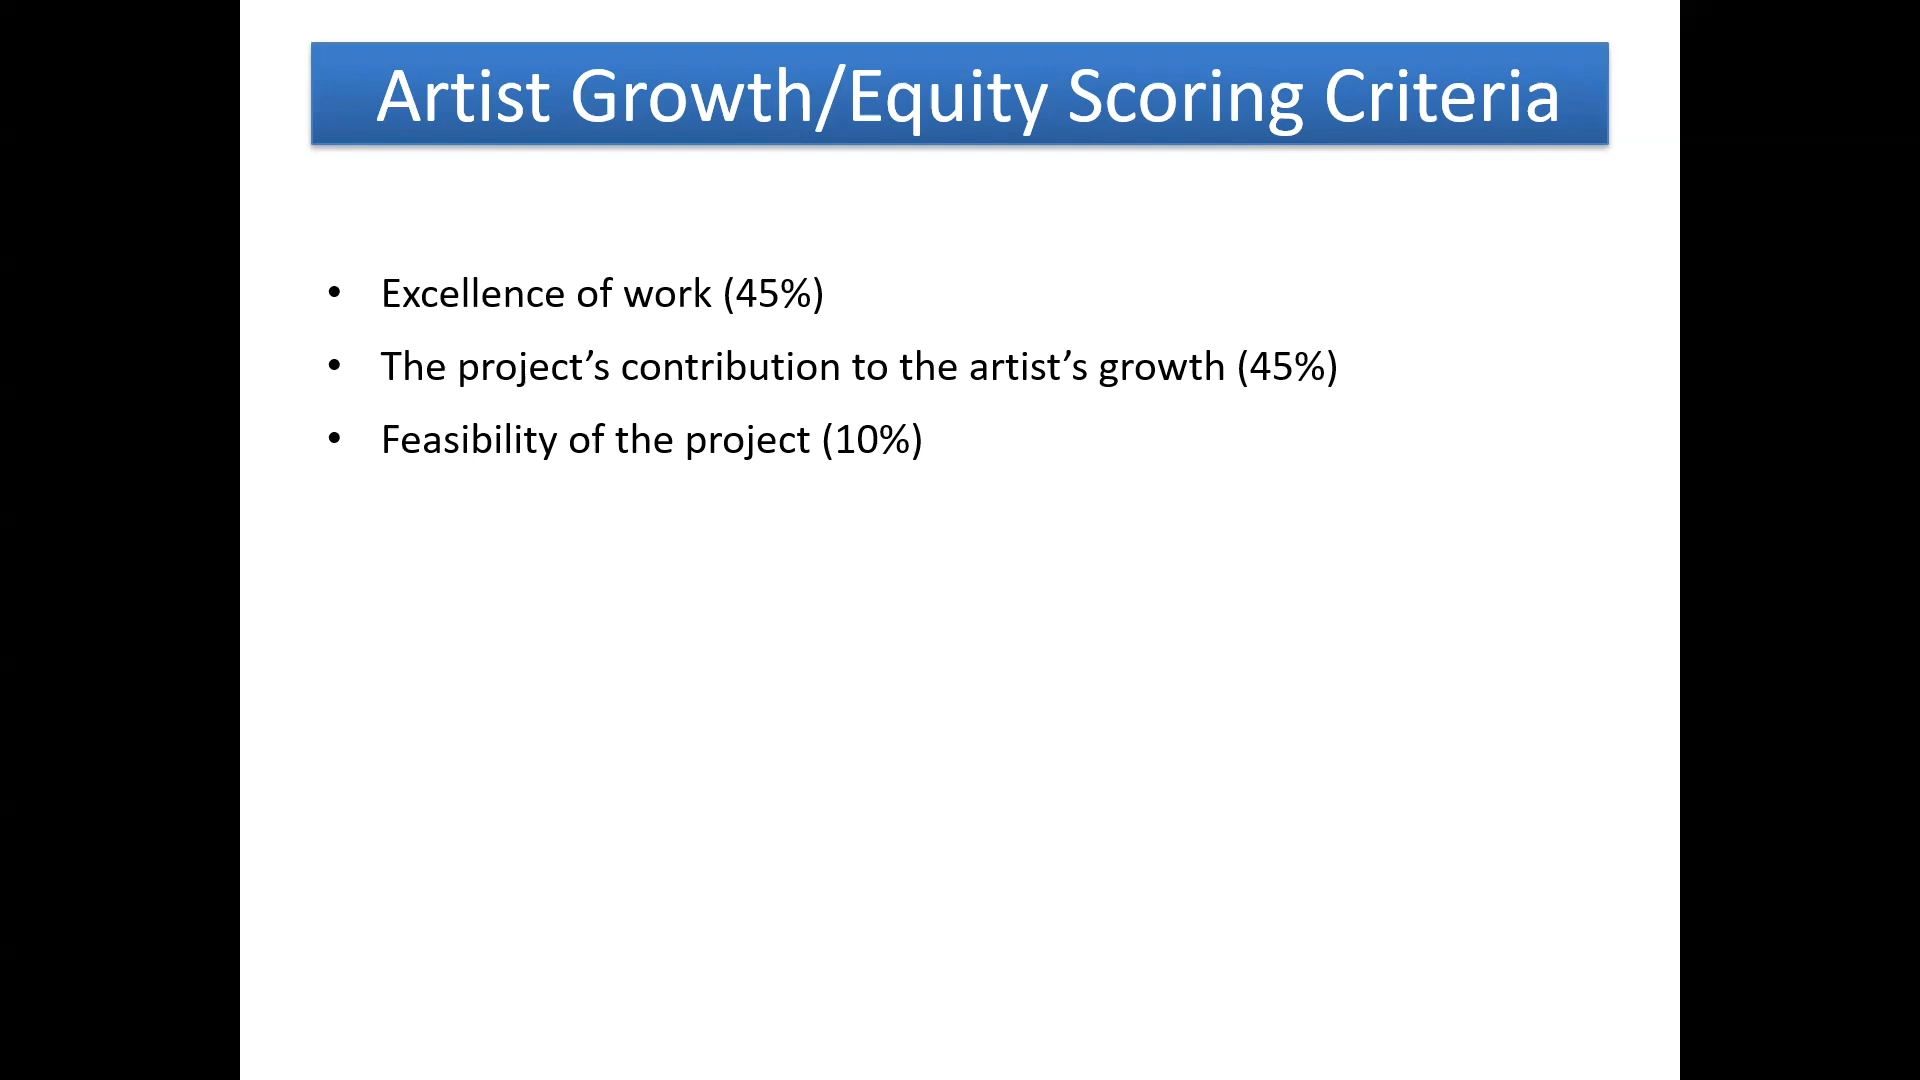 Artist Growth/Equity Scoring Criteria
• Excellence of work (45%)
• The project’s contribution to the artist’s growth (45%)
• Feasibility of the project (10%)